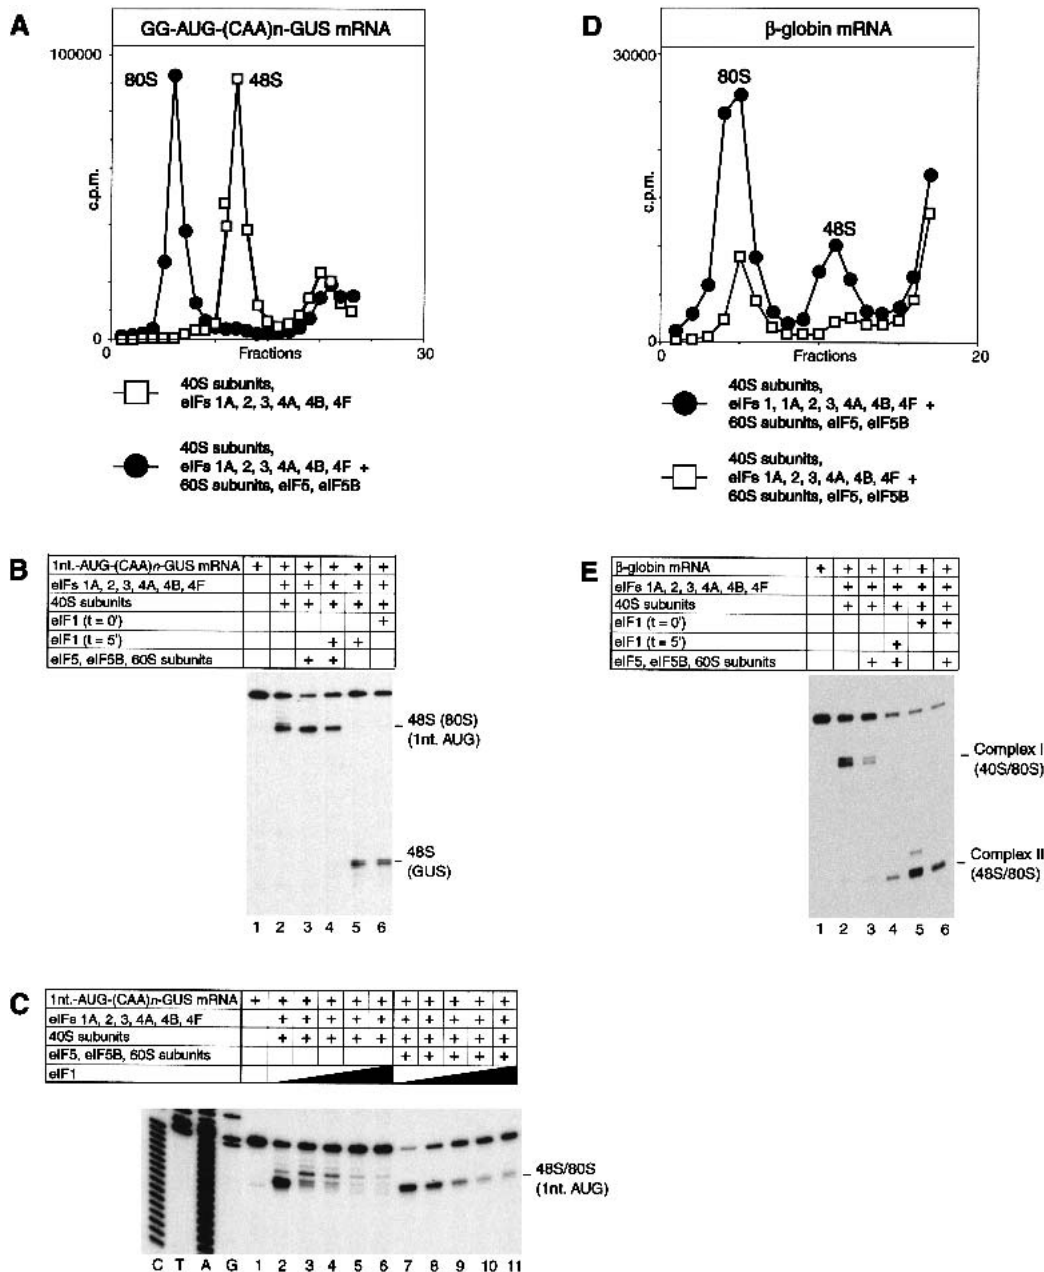 A
GG-AUG-(CAA)n-GUS mRNA
100000
80S
48S
c.p.m.
0
Fractions
30
40S subunits,
eIFs 1A, 2, 3, 4A, 4B, 4F
40S subunits,
eIFs 1A, 2, 3, 4A, 4B, 4F +
60S subunits, eIF5, eIF5B
D
β-globin mRNA
30000
80S
48S
c.p.m.
0
0
Fractions
20
40S subunits,
eIFs 1, 1A, 2, 3, 4A, 4B, 4F +
60S subunits, eIF5, eIF5B
40S subunits,
eIFs 1A, 2, 3, 4A, 4B, 4F +
60S subunits, eIF5, eIF5B
B
1nt.-AUG-(CAA)n-GUS mRNA + + + + + +
eIFs 1A, 2, 3, 4A, 4B, 4F + + + + +
40S subunits + + + + +
eIF1 (t = 0') +
eIF1 (t = 5') + +
eIF5, eIF5B, 60S subunits + +
48S (80S)
(1nt. AUG)
48S
(GUS)
1 2 3 4 5 6
E
β-globin mRNA + + + + + +
eIFs 1A, 2, 3, 4A, 4B, 4F + + + + +
40S subunits + + + + +
eIF1 (t = 0') + +
eIF1 (t = 5') +
eIF5, eIF5B, 60S subunits + + +
Complex I
(40S/80S)
Complex II
(48S/80S)
1 2 3 4 5 6
C
1nt.-AUG-(CAA)n-GUS mRNA + + + + + + + + + + +
eIFs 1A, 2, 3, 4A, 4B, 4F + + + + + + + + + +
40S subunits + + + + + + + + + +
eIF5, eIF5B, 60S subunits + + + + +
eIF1
48S/80S
(1nt. AUG)
C T A G 1 2 3 4 5 6 7 8 9 10 11